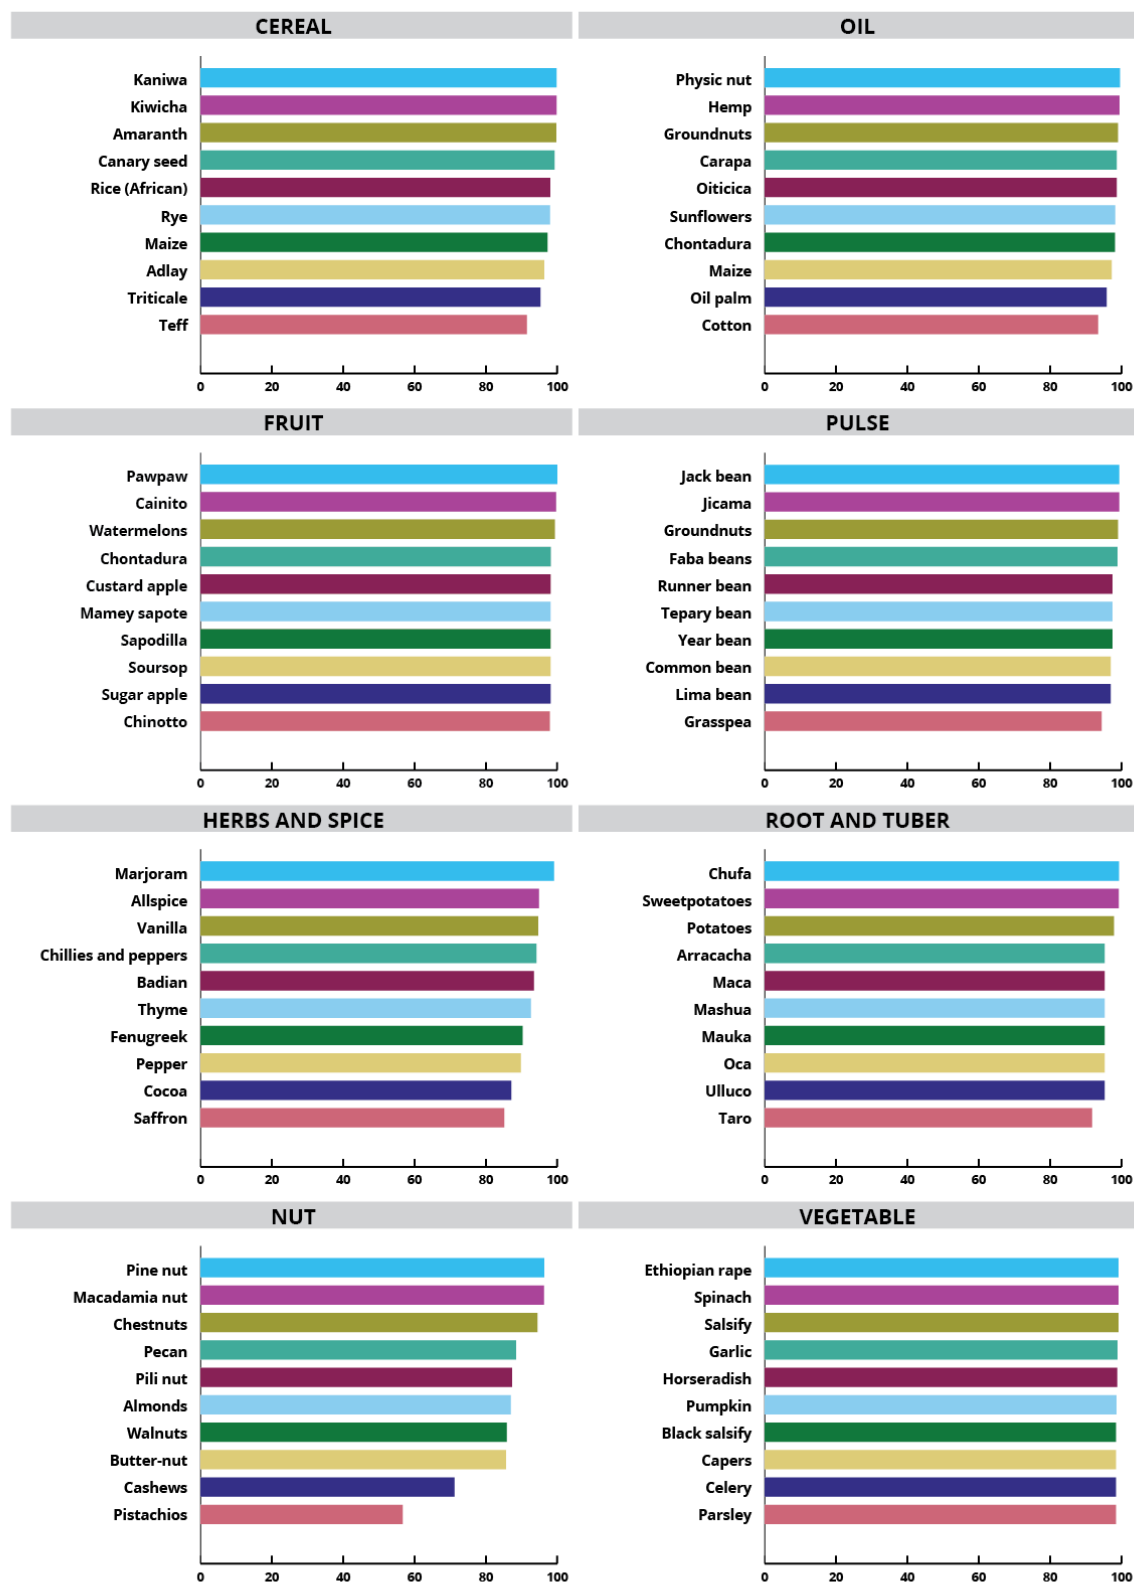 CEREAL
Kaniwa
Kiwicha
Amaranth
Canary seed
Rice (African)
Rye
Maize
Adlay
Triticale
Teff
0 20 40 60 80 100
OIL
Physic nut
Hemp
Groundnuts
Carapa
Oiticica
Sunflowers
Chontadura
Maize
Oil palm
Cotton
0 20 40 60 80 100
FRUIT
Pawpaw
Cainito
Watermelons
Chontadura
Custard apple
Mamey sapote
Sapodilla
Soursop
Sugar apple
Chinotto
0 20 40 60 80 100
PULSE
Jack bean
Jicama
Groundnuts
Faba beans
Runner bean
Tepary bean
Year bean
Common bean
Lima bean
Grasspea
0 20 40 60 80 100
HERBS AND SPICE
Marjoram
Allspice
Vanilla
Chillies and peppers
Badian
Thyme
Fenugreek
Pepper
Cocoa
Saffron
0 20 40 60 80 100
ROOT AND TUBER
Chufa
Sweetpotatoes
Potatoes
Arracacha
Maca
Mashua
Mauka
Oca
Ulluco
Taro
0 20 40 60 80 100
NUT
Pine nut
Macadamia nut
Chestnuts
Pecan
Pili nut
Almonds
Walnuts
Butter-nut
Cashews
Pistachios
0 20 40 60 80 100
VEGETABLE
Ethiopian rape
Spinach
Salsify
Garlic
Horseradish
Pumpkin
Black salsify
Capers
Celery
Parsley
0 20 40 60 80 100